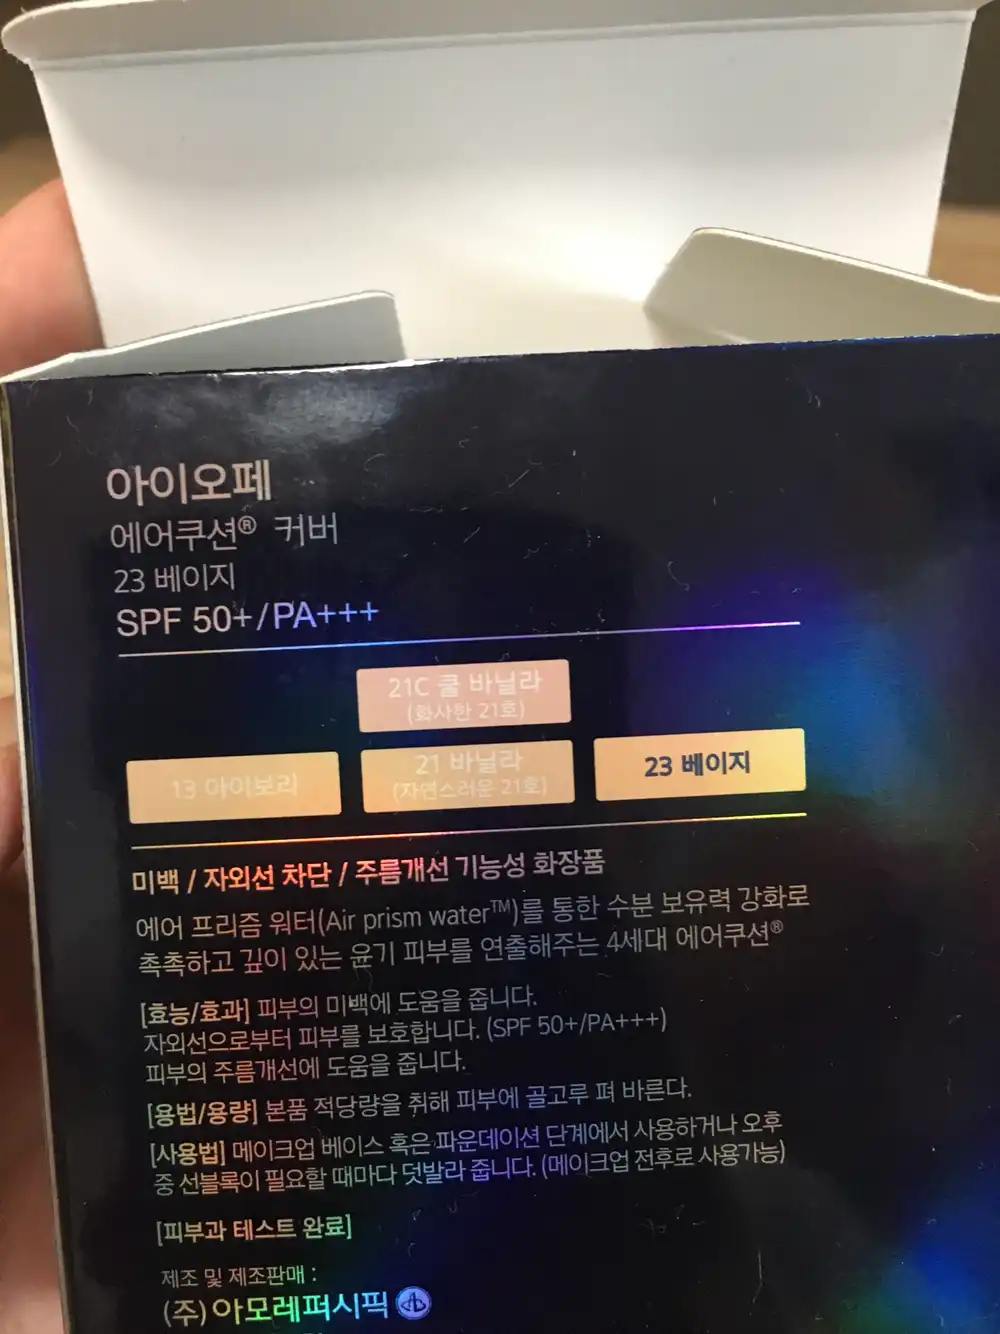 아이오페
에어쿠션® 커버
23 베이지
SPF 50+/PA+++
21C 쿨 바닐라
(화사한 21호)
13 아이보리
21 바닐라
(자연스러운 21호)
23 베이지
미백 / 자외선 차단 / 주름개선 기능성 화장품
에어 프리즘 워터(Air prism water™)를 통한 수분 보유력 강화로
촉촉하고 깊이 있는 윤기 피부를 연출해주는 4세대 에어쿠션®
[효능/효과] 피부의 미백에 도움을 줍니다.
자외선으로부터 피부를 보호합니다. (SPF 50+/PA+++)
피부의 주름개선에 도움을 줍니다.
[용법/용량] 본품 적당량을 취해 피부에 골고루 펴 바른다.
[사용법] 메이크업 베이스 혹은 파운데이션 단계에서 사용하거나 오후
중 선블록이 필요할 때마다 덧발라 줍니다. (메이크업 전후로 사용가능)
[피부과 테스트 완료]
제조 및 제조판매 :
(주)아모레퍼시픽